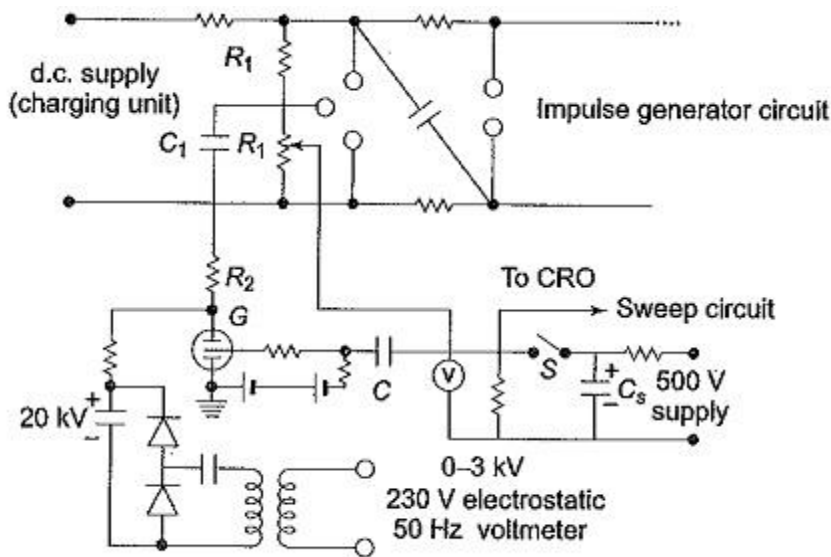 R₁
d.c. supply
(charging unit)
Impulse generator circuit
C₁
R₁
R₂
To CRO
Sweep circuit
G
C
V
S
+
–
Cₛ
500 V
supply
20 kV
+
–
0–3 kV
230 V electrostatic
50 Hz voltmeter